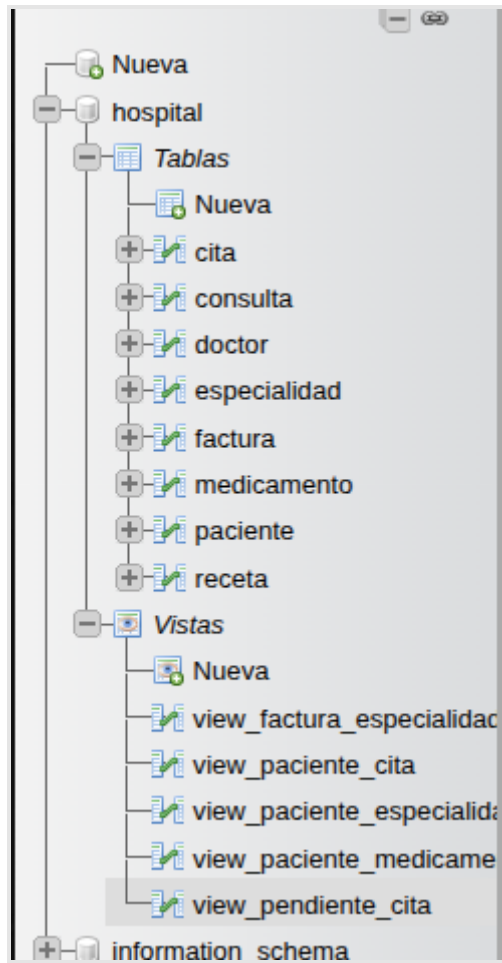 Nueva
hospital
Tablas
Nueva
cita
consulta
doctor
especialidad
factura
medicamento
paciente
receta
Vistas
Nueva
view_factura_especialidad
view_paciente_cita
view_paciente_especialida
view_paciente_medicame
view_pendiente_cita
information_schema